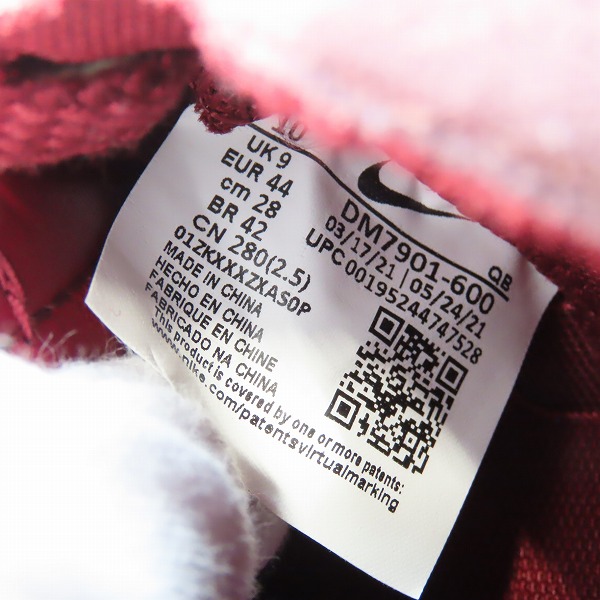 10
UK 9
EUR 44
cm 28
BR 42
CN 280(2.5)
01ZKXXXZXAS0P
MADE IN CHINA
HECHO EN CHINA
FABRIQUE EN CHINE
FABRICADO NA CHINA
This product is covered by one or more patents:
www.nike.com/patentsvirtualmarking
DM7901-600 QB
03/17/21 | 05/24/21
UPC 00195244747528